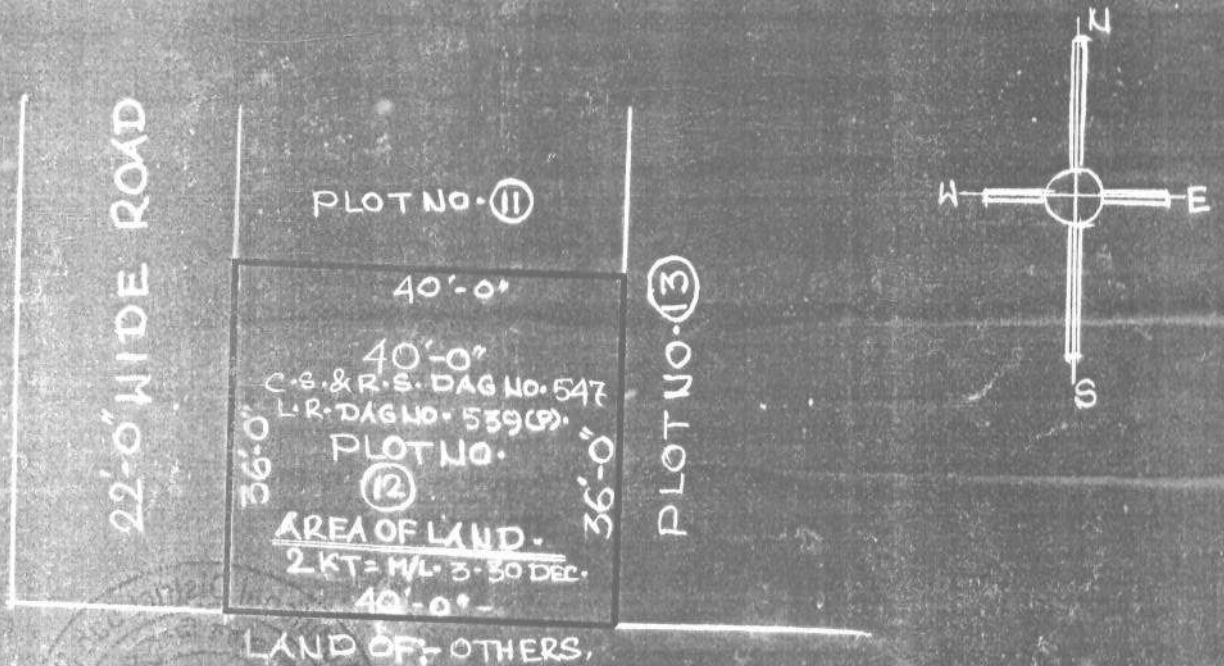 N
W
E
S
22'-0" WIDE ROAD
PLOT NO. 11
40'-0"
40'-0"
C.S. & R.S. DAG NO. 547
L.R. DAG NO. 539(P).
PLOT NO.
12
36'-0"
36'-0"
AREA OF LAND.
2 KT = M/L. 3.30 DEC.
40'-0"
PLOT NO. 13
LAND OF:- OTHERS.